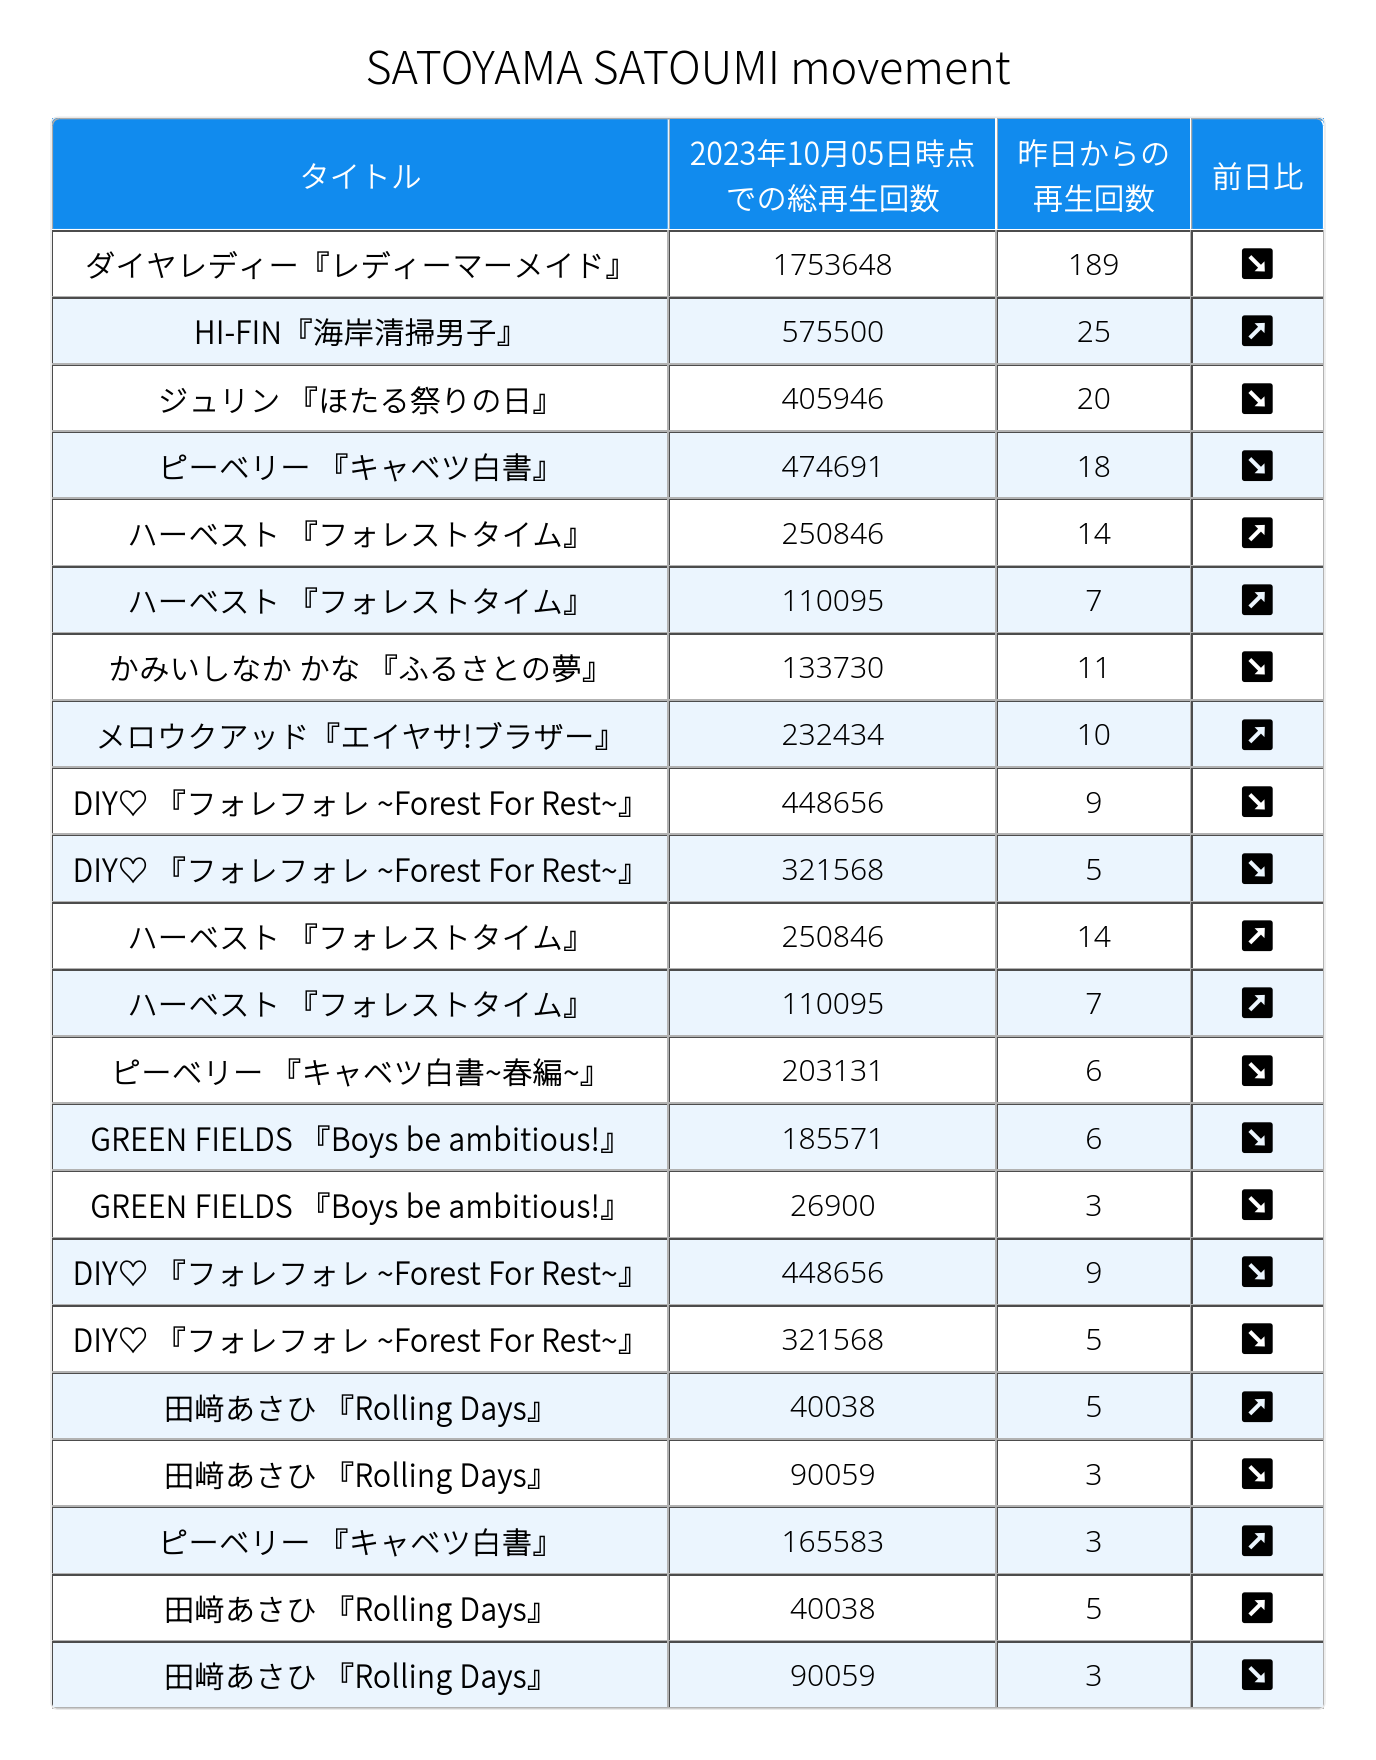 SATOYAMA SATOUMI movement
タイトル 2023年10月05日時点での総再生回数 昨日からの再生回数 前日比
ダイヤレディー『レディーマーメイド』 1753648 189 ↘
HI-FIN『海岸清掃男子』 575500 25 ↗
ジュリン 『ほたる祭りの日』 405946 20 ↘
ピーベリー 『キャベツ白書』 474691 18 ↘
ハーベスト 『フォレストタイム』 250846 14 ↗
ハーベスト 『フォレストタイム』 110095 7 ↗
かみいしなか かな 『ふるさとの夢』 133730 11 ↘
メロウクアッド『エイヤサ!ブラザー』 232434 10 ↗
DIY♡ 『フォレフォレ ~Forest For Rest~』 448656 9 ↘
DIY♡ 『フォレフォレ ~Forest For Rest~』 321568 5 ↘
ハーベスト 『フォレストタイム』 250846 14 ↗
ハーベスト 『フォレストタイム』 110095 7 ↗
ピーベリー 『キャベツ白書~春編~』 203131 6 ↘
GREEN FIELDS 『Boys be ambitious!』 185571 6 ↘
GREEN FIELDS 『Boys be ambitious!』 26900 3 ↘
DIY♡ 『フォレフォレ ~Forest For Rest~』 448656 9 ↘
DIY♡ 『フォレフォレ ~Forest For Rest~』 321568 5 ↘
田﨑あさひ 『Rolling Days』 40038 5 ↗
田﨑あさひ 『Rolling Days』 90059 3 ↘
ピーベリー 『キャベツ白書』 165583 3 ↗
田﨑あさひ 『Rolling Days』 40038 5 ↗
田﨑あさひ 『Rolling Days』 90059 3 ↘